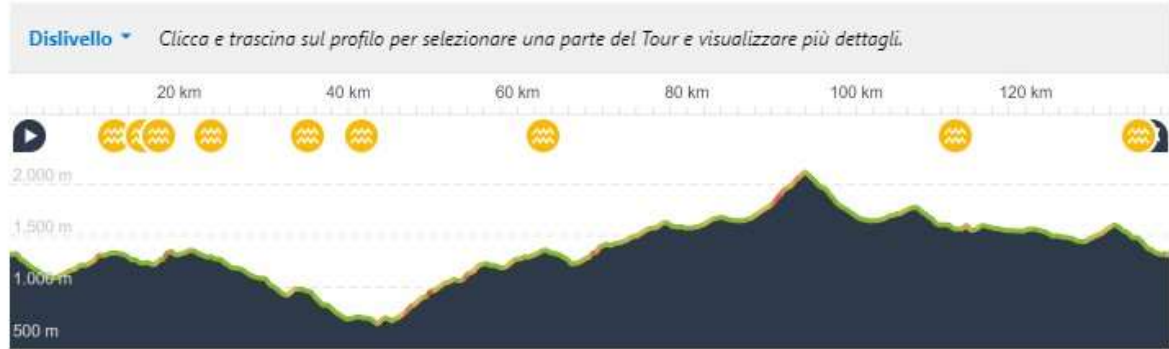 Dislivello Clicca e trascina sul profilo per selezionare una parte del Tour e visualizzare più dettagli.
20 km 40 km 60 km 80 km 100 km 120 km
2.000 m
1.500 m
1.000 m
500 m